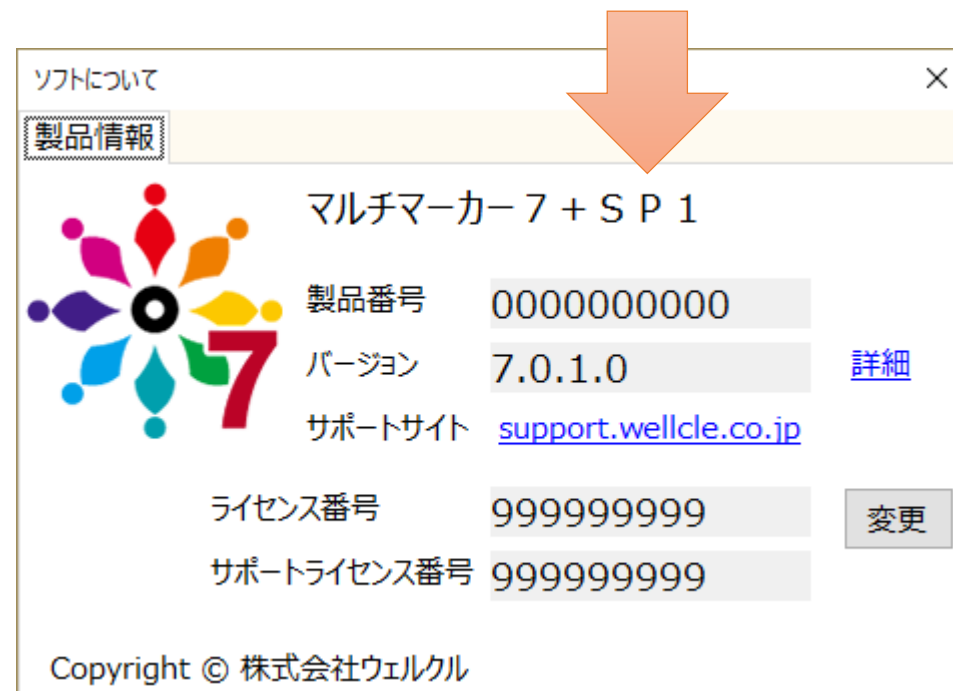 ソフトについて
製品情報
マルチマーカー７＋ＳＰ１
7
製品番号 0000000000
バージョン 7.0.1.0 詳細
サポートサイト support.wellcle.co.jp
ライセンス番号 999999999 変更
サポートライセンス番号 999999999
Copyright © 株式会社ウェルクル